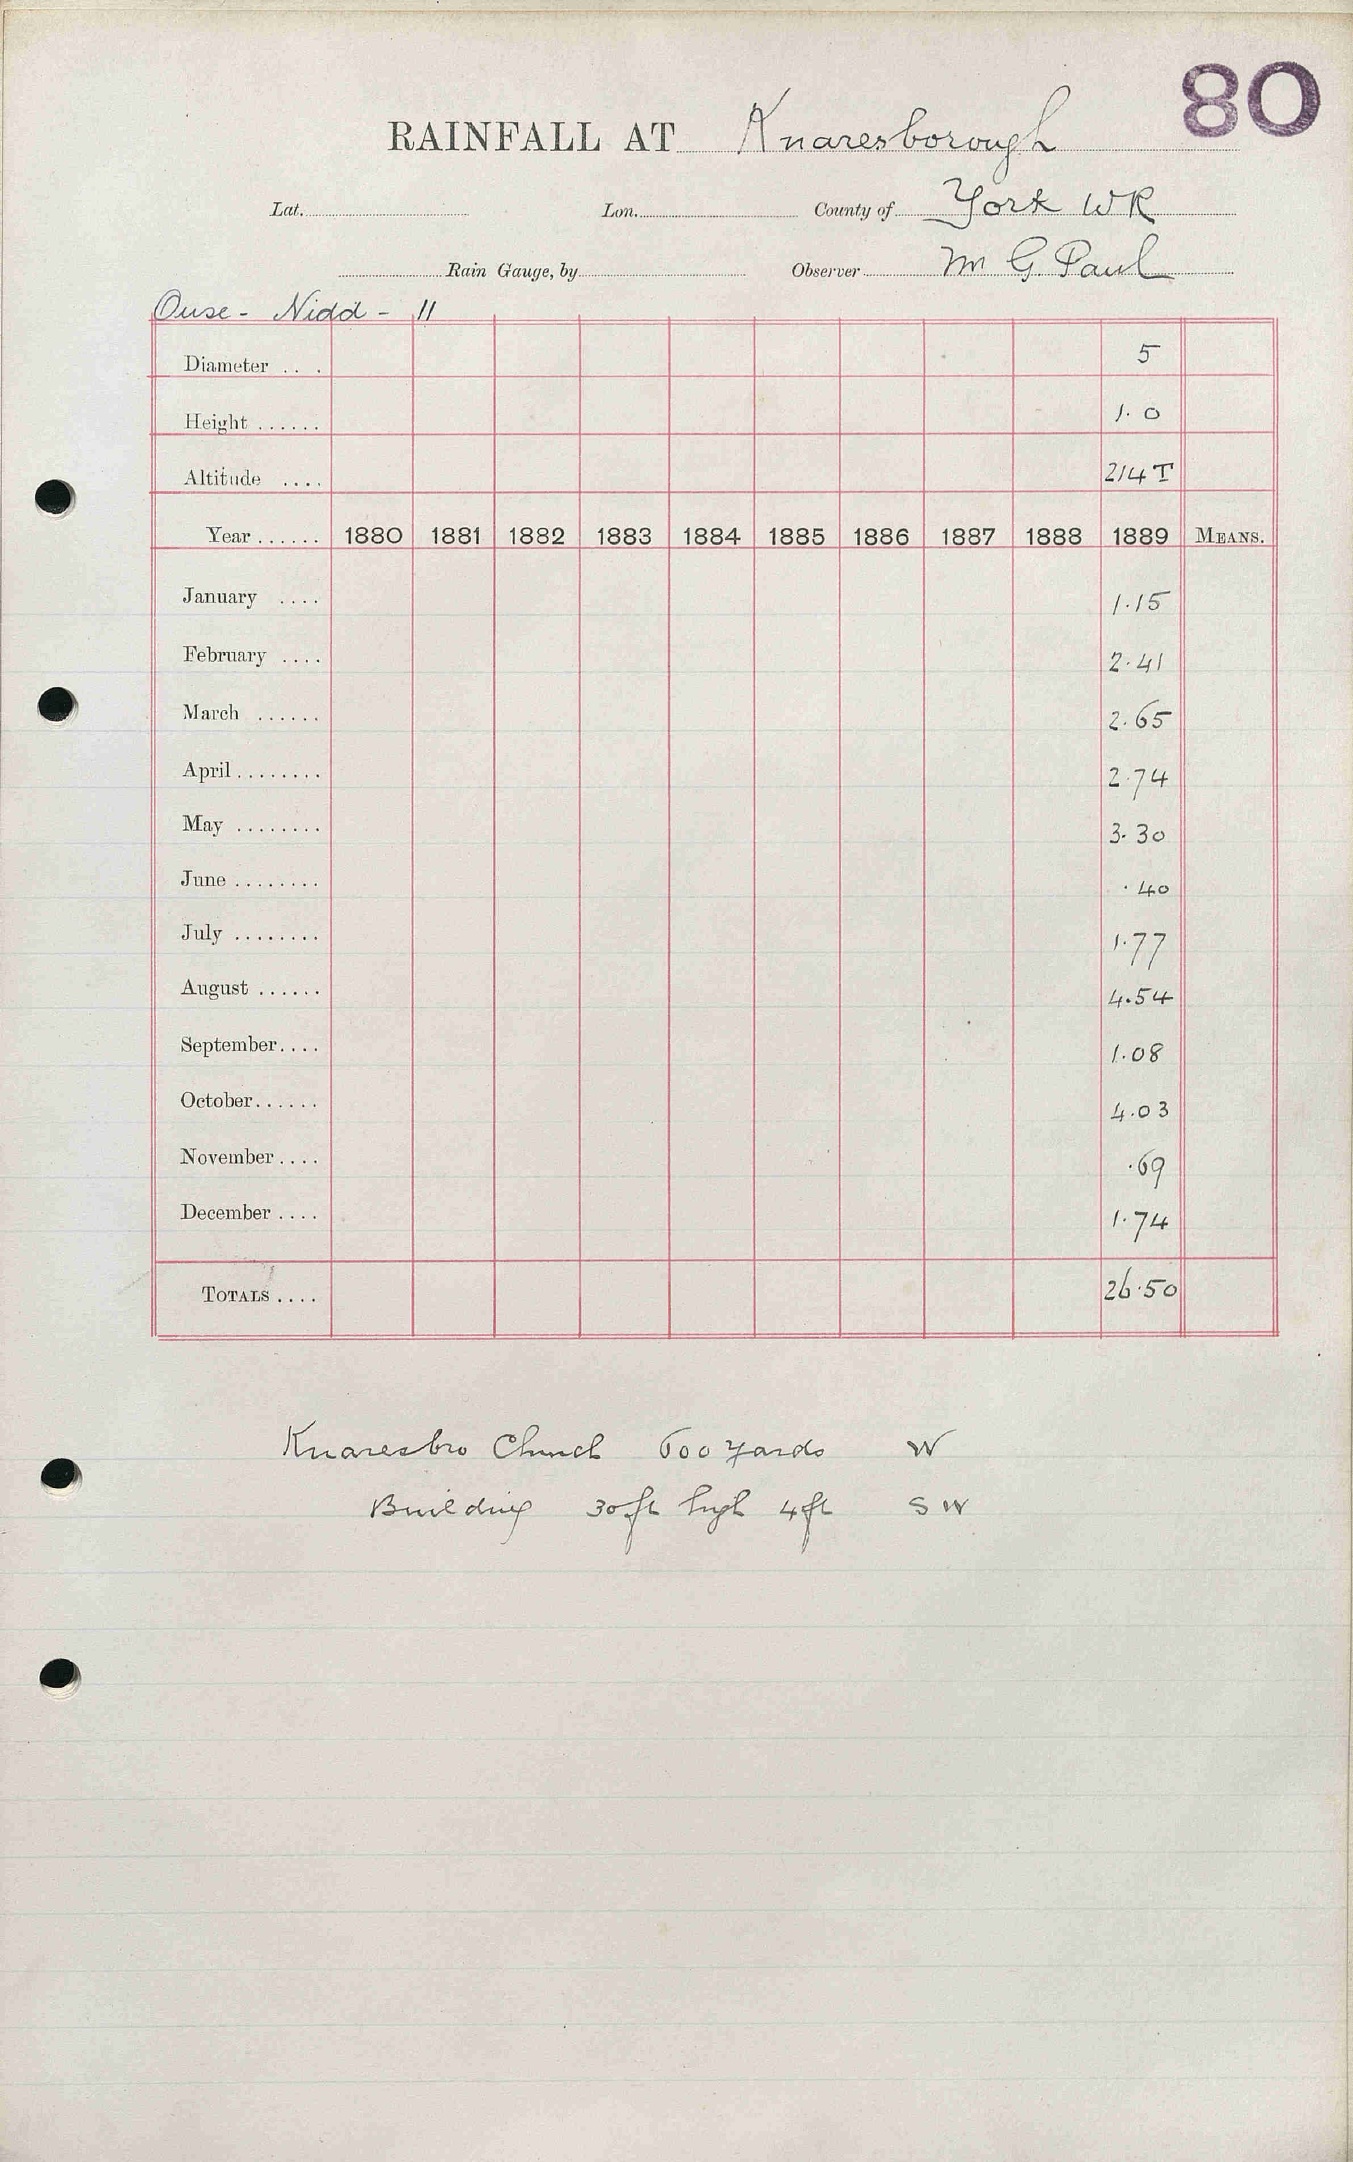 80
RAINFALL AT Knaresborough
Lat. Lon. County of York WR
Rain Gauge, by Observer Mr G. Paul
Ouse - Nidd - 11
Diameter . . . 5
Height ...... 1.0
Altitude .... 214 T
Year ...... 1880 1881 1882 1883 1884 1885 1886 1887 1888 1889 MEANS.
January .... 1.15
February .... 2.41
March ...... 2.65
April ........ 2.74
May ........ 3.30
June ........ .40
July ........ 1.77
August ...... 4.54
September .... 1.08
October ...... 4.03
November .... .69
December .... 1.74
TOTALS .... 26.50
Knaresbro Church 600 yards W
Building 30 ft high 4 ft SW